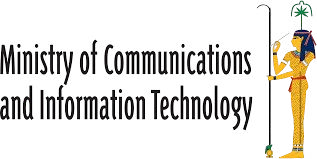 Ministry of Communications
and Information Technology